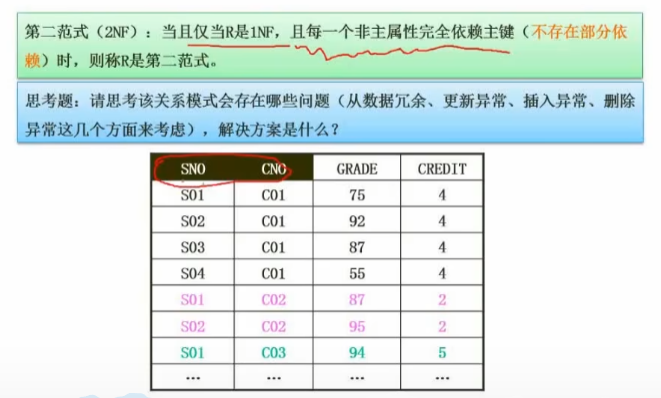 第二范式（2NF）：当且仅当R是1NF，且每一个非主属性完全依赖主键（不存在部分依
赖）时，则称R是第二范式。
思考题：请思考该关系模式会存在哪些问题（从数据冗余、更新异常、插入异常、删除
异常这几个方面来考虑），解决方案是什么？
SNO CNO GRADE CREDIT
S01 C01 75 4
S02 C01 92 4
S03 C01 87 4
S04 C01 55 4
S01 C02 87 2
S02 C02 95 2
S01 C03 94 5
… … … …